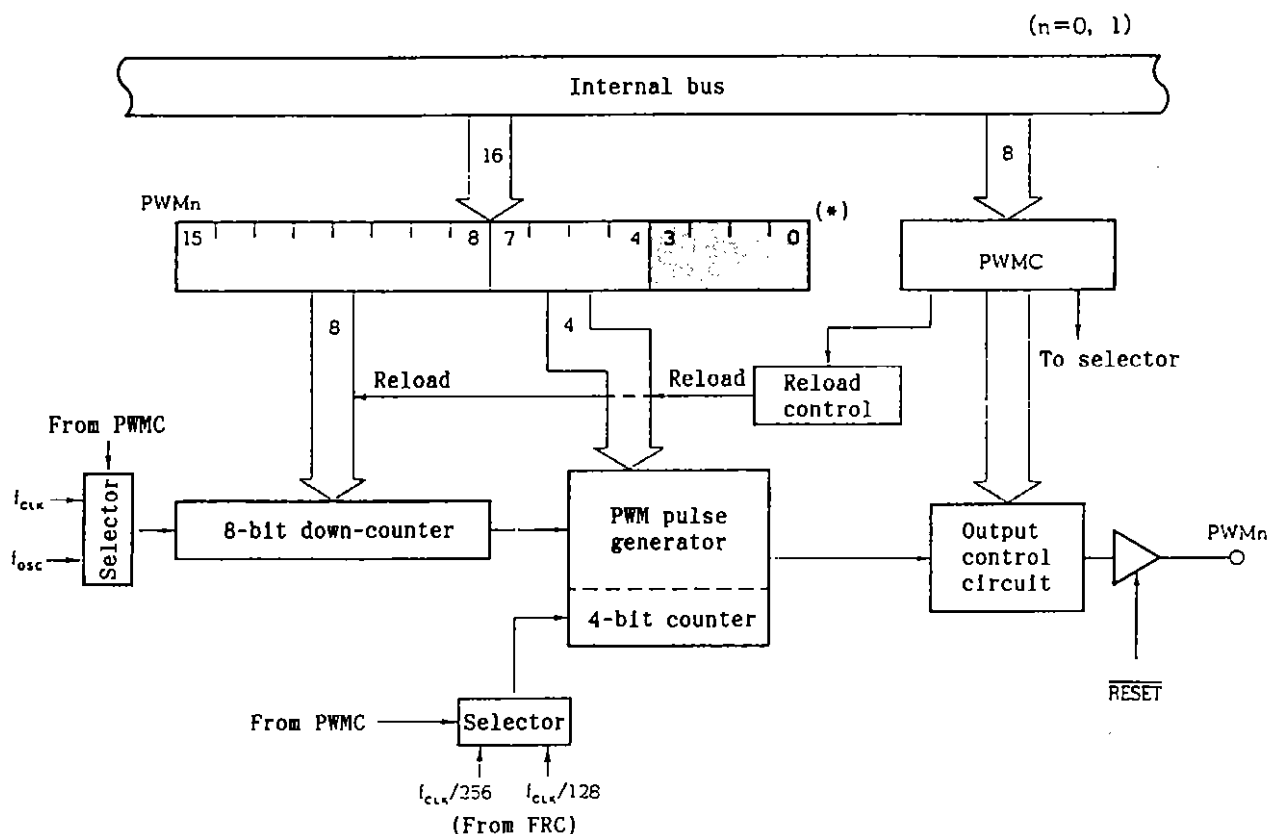 (n=0, 1)
Internal bus
16
8
PWMn
(*)
15
8
7
4
3
0
PWMC
8
4
To selector
Reload
Reload
Reload
control
From PWMC
fCLK
fOSC
Selector
8-bit down-counter
PWM pulse
generator
4-bit counter
Output
control
circuit
PWMn
RESET
From PWMC
Selector
fCLK/256
fCLK/128
(From FRC)